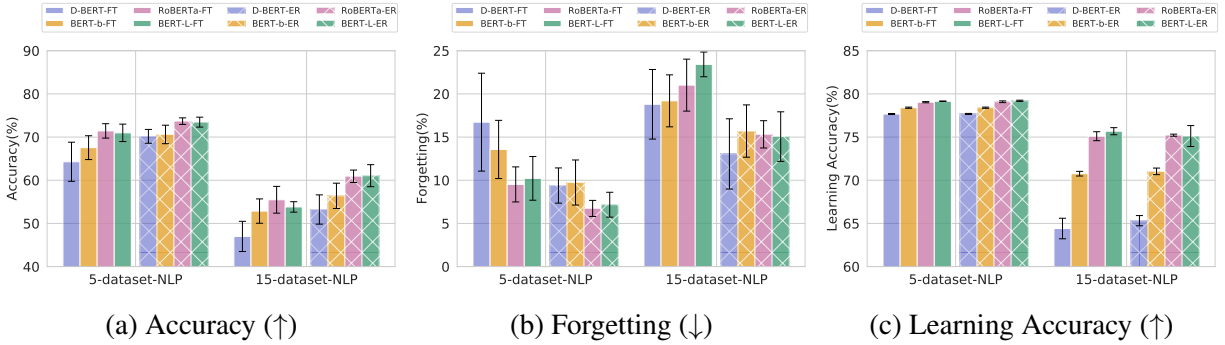 D-BERT-FT RoBERTa-FT D-BERT-ER RoBERTa-ER
BERT-b-FT BERT-L-FT BERT-b-ER BERT-L-ER
90
80
70
60
50
40
Accuracy(%)
5-dataset-NLP 15-dataset-NLP
(a) Accuracy (↑)
D-BERT-FT RoBERTa-FT D-BERT-ER RoBERTa-ER
BERT-b-FT BERT-L-FT BERT-b-ER BERT-L-ER
25
20
15
10
5
0
Forgetting(%)
5-dataset-NLP 15-dataset-NLP
(b) Forgetting (↓)
D-BERT-FT RoBERTa-FT D-BERT-ER RoBERTa-ER
BERT-b-FT BERT-L-FT BERT-b-ER BERT-L-ER
85
80
75
70
65
60
Learning Accuracy(%)
5-dataset-NLP 15-dataset-NLP
(c) Learning Accuracy (↑)